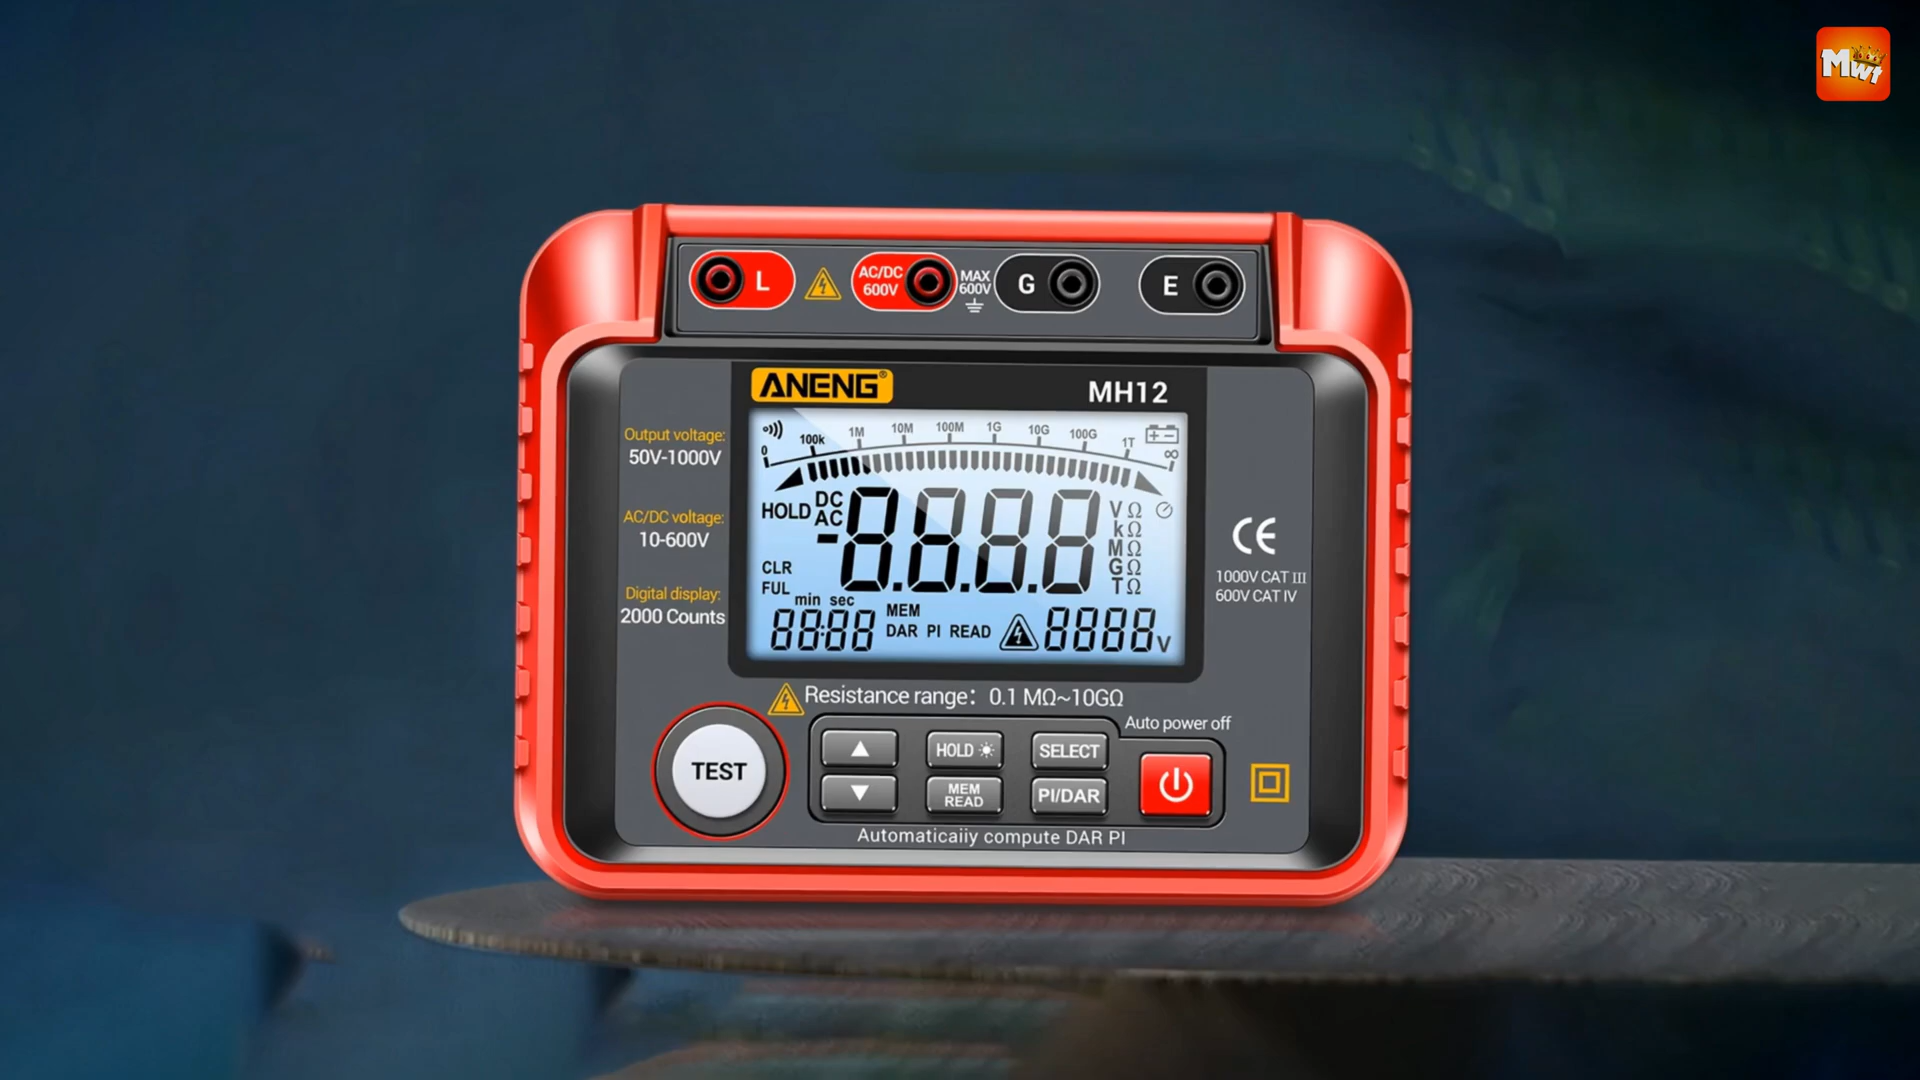 Mwt
L
AC/DC
600V
MAX
600V
G
E
ANENG®
MH12
Output voltage:
50V-1000V
AC/DC voltage:
10-600V
Digital display:
2000 Counts
0 100k 1M 10M 100M 1G 10G 100G 1T ∞
HOLD DC
AC
-8.8.8.8
VΩ
kΩ
MΩ
GΩ
TΩ
CLR
FUL
min sec
88:88
MEM
DAR PI READ
8888V
CE
1000V CAT III
600V CAT IV
Resistance range: 0.1 MΩ~10GΩ
Auto power off
TEST
HOLD
SELECT
MEM
READ
PI/DAR
Automaticaiiy compute DAR PI